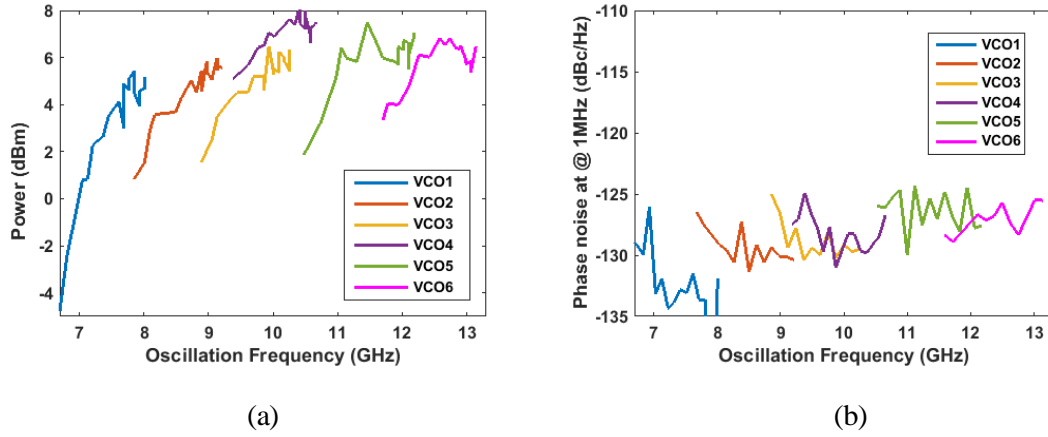 8
6
4
2
0
-2
-4
Power (dBm)
7 8 9 10 11 12 13
Oscillation Frequency (GHz)
VCO1
VCO2
VCO3
VCO4
VCO5
VCO6
(a)
-110
-115
-120
-125
-130
-135
Phase noise at @ 1MHz (dBc/Hz)
7 8 9 10 11 12 13
Oscillation Frequency (GHz)
VCO1
VCO2
VCO3
VCO4
VCO5
VCO6
(b)